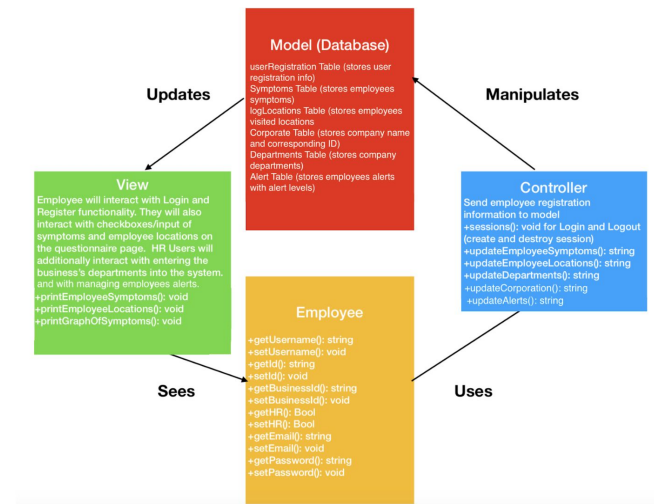 Model (Database)
userRegistration Table (stores user
registration info)
Symptoms Table (stores employees
symptoms)
logLocations Table (stores employees
visited locations
Corporate Table (stores company name
and corresponding ID)
Departments Table (stores company
departments)
Alert Table (stores employees alerts
with alert levels)
Updates
Manipulates
View
Employee will interact with Login and
Register functionality. They will also
interact with checkboxes/input of
symptoms and employee locations on
the questionnaire page. HR Users will
additionally interact with entering the
business's departments into the system.
and with managing employees alerts.
+printEmployeeSymptoms(): void
+printEmployeeLocations(): void
+printGraphOfSymptoms(): void
Controller
Send employee registration
information to model
+sessions(): void for Login and Logout
(create and destroy session)
+updateEmployeeSymptoms(): string
+updateEmployeeLocations(): string
+updateDepartments(): string
+updateCorporation(): string
+updateAlerts(): string
Employee
+getUsername(): string
+setUsername(): void
+getId(): string
+setId(): void
+getBusinessId(): string
+setBusinessId(): void
+getHR(): Bool
+setHR(): Bool
+getEmail(): string
+setEmail(): void
+getPassword(): string
+setPassword(): void
Sees
Uses